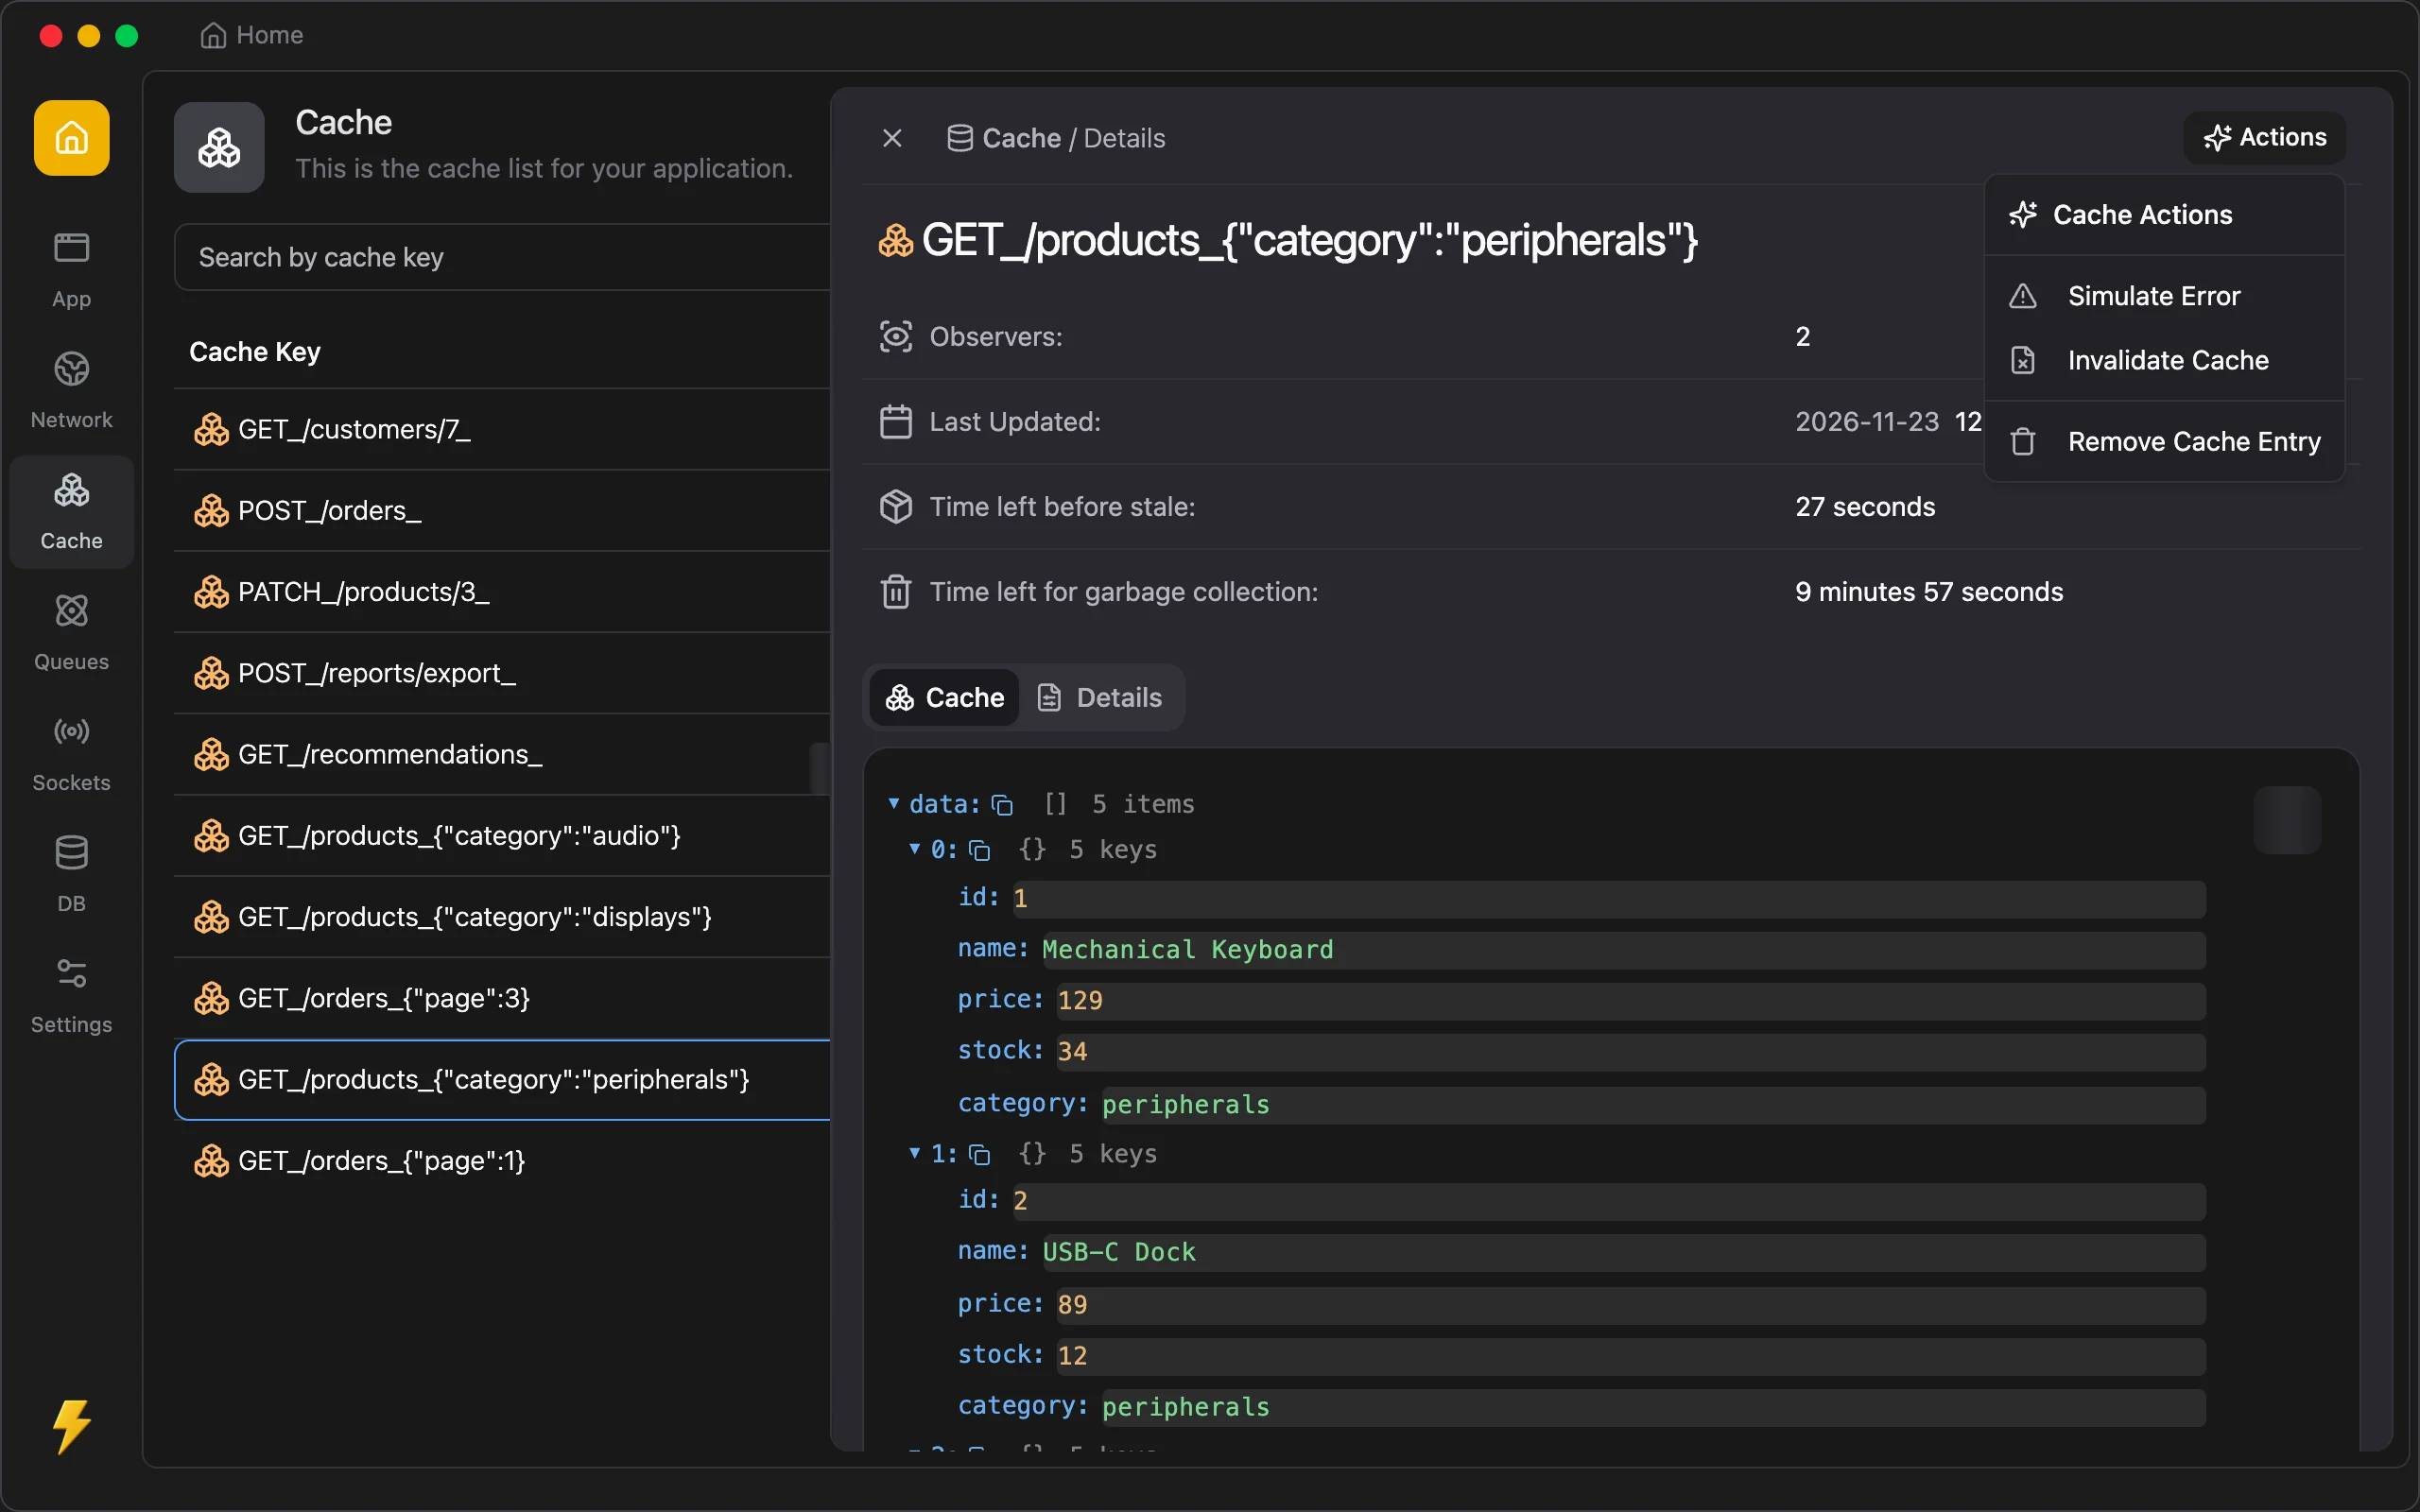 Home
App
Network
Cache
Queues
Sockets
DB
Settings
Cache
This is the cache list for your application.
Search by cache key
Cache Key
GET_/customers/7_
POST_/orders_
PATCH_/products/3_
POST_/reports/export_
GET_/recommendations_
GET_/products_{"category":"audio"}
GET_/products_{"category":"displays"}
GET_/orders_{"page":3}
GET_/products_{"category":"peripherals"}
GET_/orders_{"page":1}
Cache / Details
Actions
Cache Actions
Simulate Error
Invalidate Cache
Remove Cache Entry
GET_/products_{"category":"peripherals"}
Observers: 2
Last Updated: 2026-11-23 12
Time left before stale: 27 seconds
Time left for garbage collection: 9 minutes 57 seconds
Cache Details
data: [] 5 items
0: {} 5 keys
id: 1
name: Mechanical Keyboard
price: 129
stock: 34
category: peripherals
1: {} 5 keys
id: 2
name: USB-C Dock
price: 89
stock: 12
category: peripherals